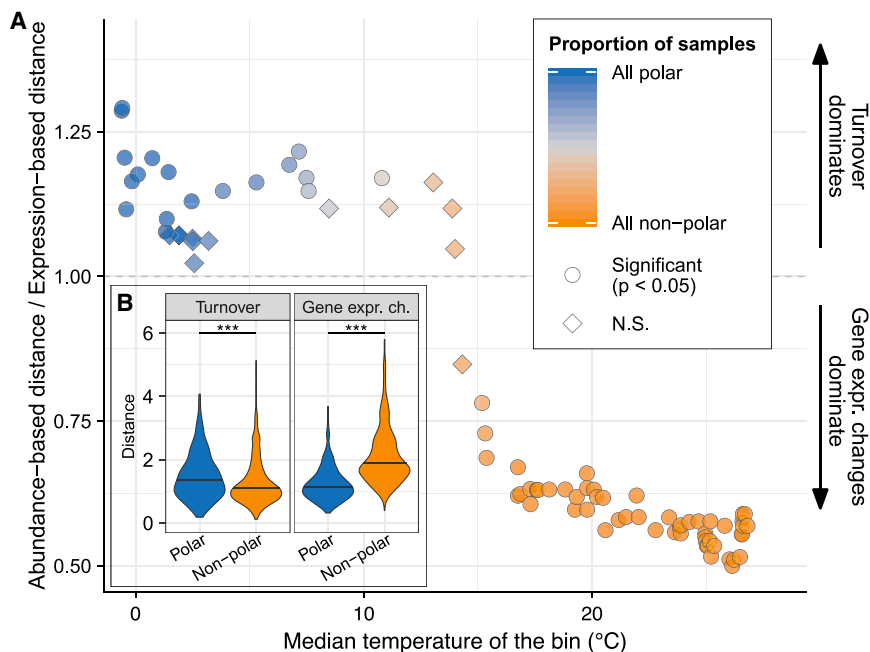 A
Abundance−based distance / Expression−based distance
1.25
1.00
0.75
0.50
0
10
20
Median temperature of the bin (°C)
Proportion of samples
All polar
All non−polar
Significant
(p < 0.05)
N.S.
Turnover
dominates
Gene expr. changes
dominate
B
Turnover
Gene expr. ch.
***
***
Distance
6
4
2
0
Polar
Non−polar
Polar
Non−polar